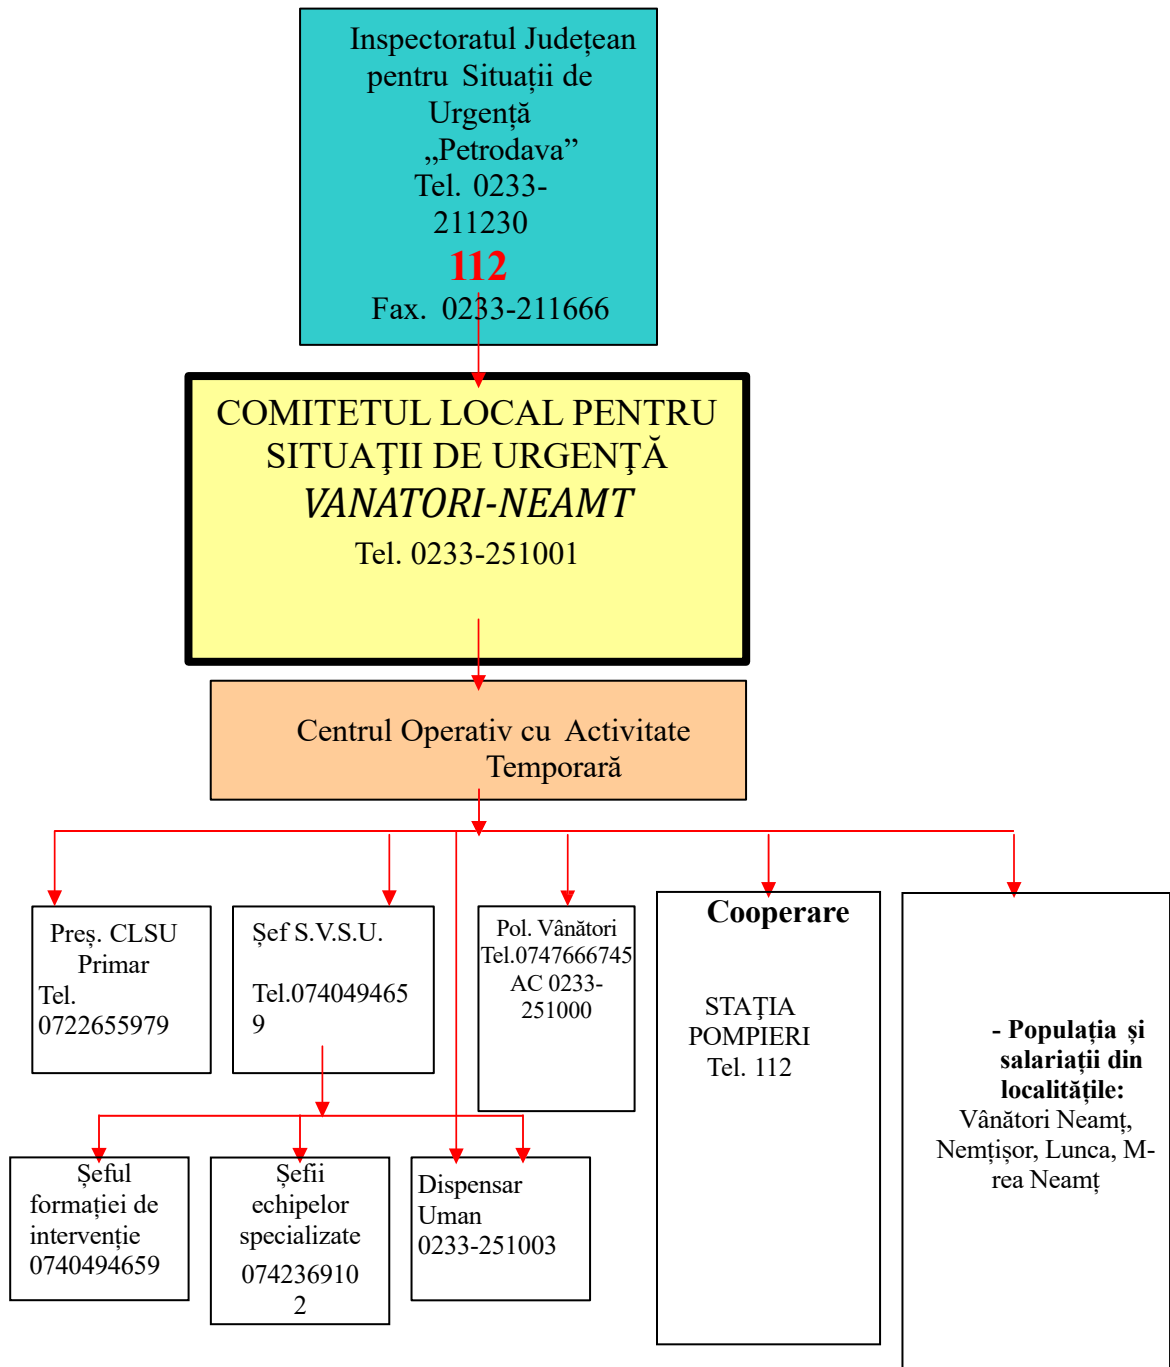 Inspectoratul Județean
pentru Situații de
Urgență
„Petrodava”
Tel. 0233-
211230
112
Fax. 0233-211666
COMITETUL LOCAL PENTRU
SITUAŢII DE URGENŢĂ
VANATORI-NEAMT
Tel. 0233-251001
Centrul Operativ cu Activitate
Temporară
Preș. CLSU
Primar
Tel.
0722655979
Șef S.V.S.U.
Tel.074049465
9
Pol. Vânători
Tel.0747666745
AC 0233-
251000
Cooperare
STAŢIA
POMPIERI
Tel. 112
- Populația și
salariații din
localitățile:
Vânători Neamț,
Nemțișor, Lunca, M-
rea Neamț
Șeful
formației de
intervenție
0740494659
Șefii
echipelor
specializate
074236910
2
Dispensar
Uman
0233-251003